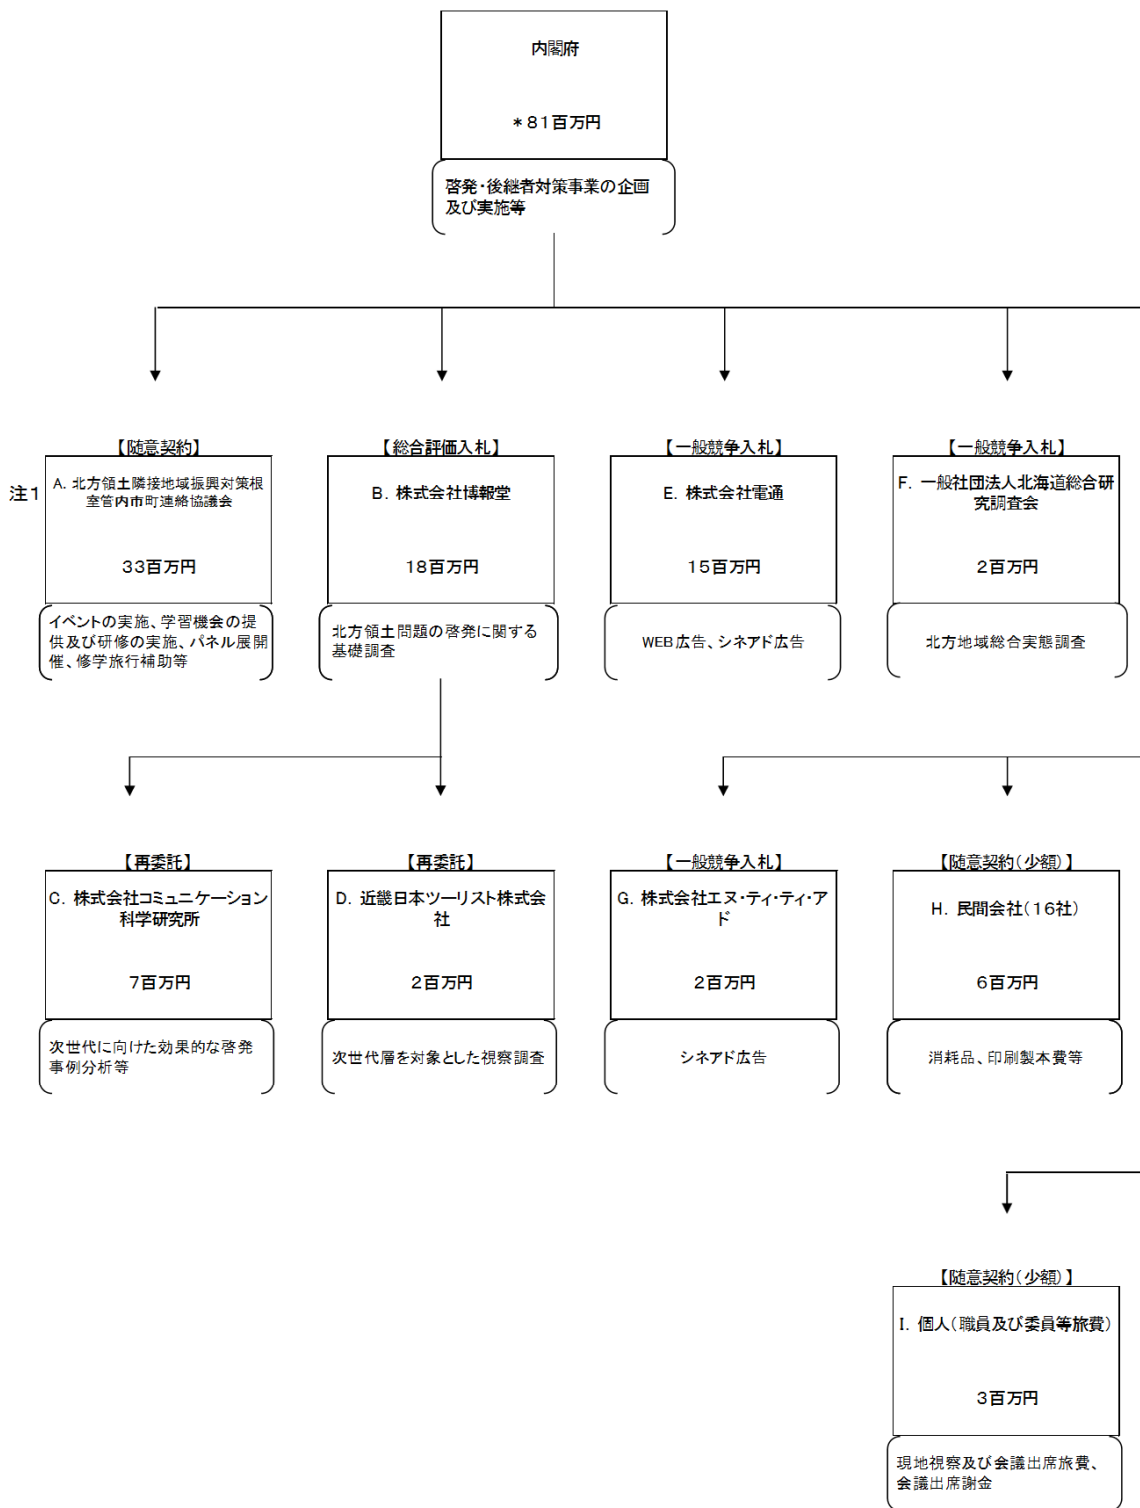 内閣府
*81百万円
啓発・後継者対策事業の企画
及び実施等
【随意契約】
注1
A. 北方領土隣接地域振興対策根
室管内市町連絡協議会
33百万円
イベントの実施、学習機会の提
供及び研修の実施、パネル展開
催、修学旅行補助等
【総合評価入札】
B. 株式会社博報堂
18百万円
北方領土問題の啓発に関する
基礎調査
【一般競争入札】
E. 株式会社電通
15百万円
WEB広告、シネアド広告
【一般競争入札】
F. 一般社団法人北海道総合研
究調査会
2百万円
北方地域総合実態調査
【再委託】
C. 株式会社コミュニケーション
科学研究所
7百万円
次世代に向けた効果的な啓発
事例分析等
【再委託】
D. 近畿日本ツーリスト株式会
社
2百万円
次世代層を対象とした視察調査
【一般競争入札】
G. 株式会社エヌ・ティ・ティ・ア
ド
2百万円
シネアド広告
【随意契約(少額)】
H. 民間会社(16社)
6百万円
消耗品、印刷製本費等
【随意契約(少額)】
I. 個人(職員及び委員等旅費)
3百万円
現地視察及び会議出席旅費、
会議出席謝金